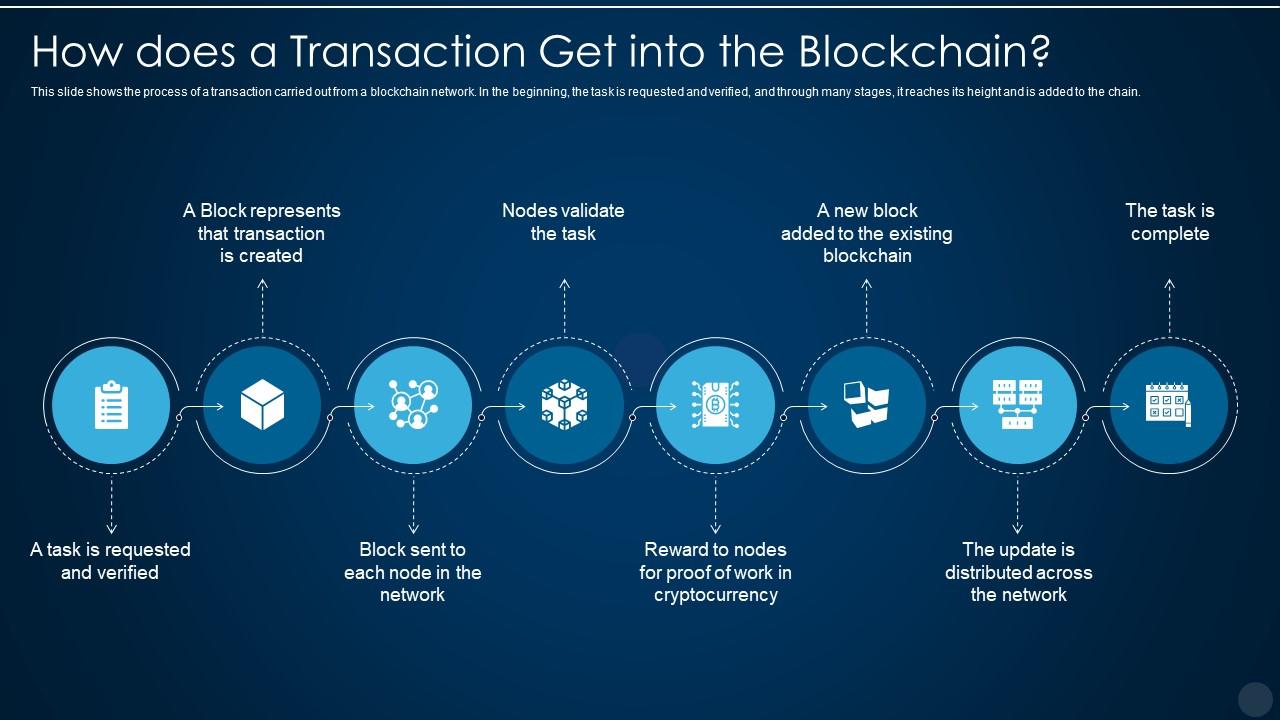 How does a Transaction Get into the Blockchain?
This slide shows the process of a transaction carried out from a blockchain network. In the beginning, the task is requested and verified, and through many stages, it reaches its height and is added to the chain.
A task is requested
and verified
A Block represents
that transaction
is created
Block sent to
each node in the
network
Nodes validate
the task
Reward to nodes
for proof of work in
cryptocurrency
A new block
added to the existing
blockchain
The update is
distributed across
the network
The task is
complete